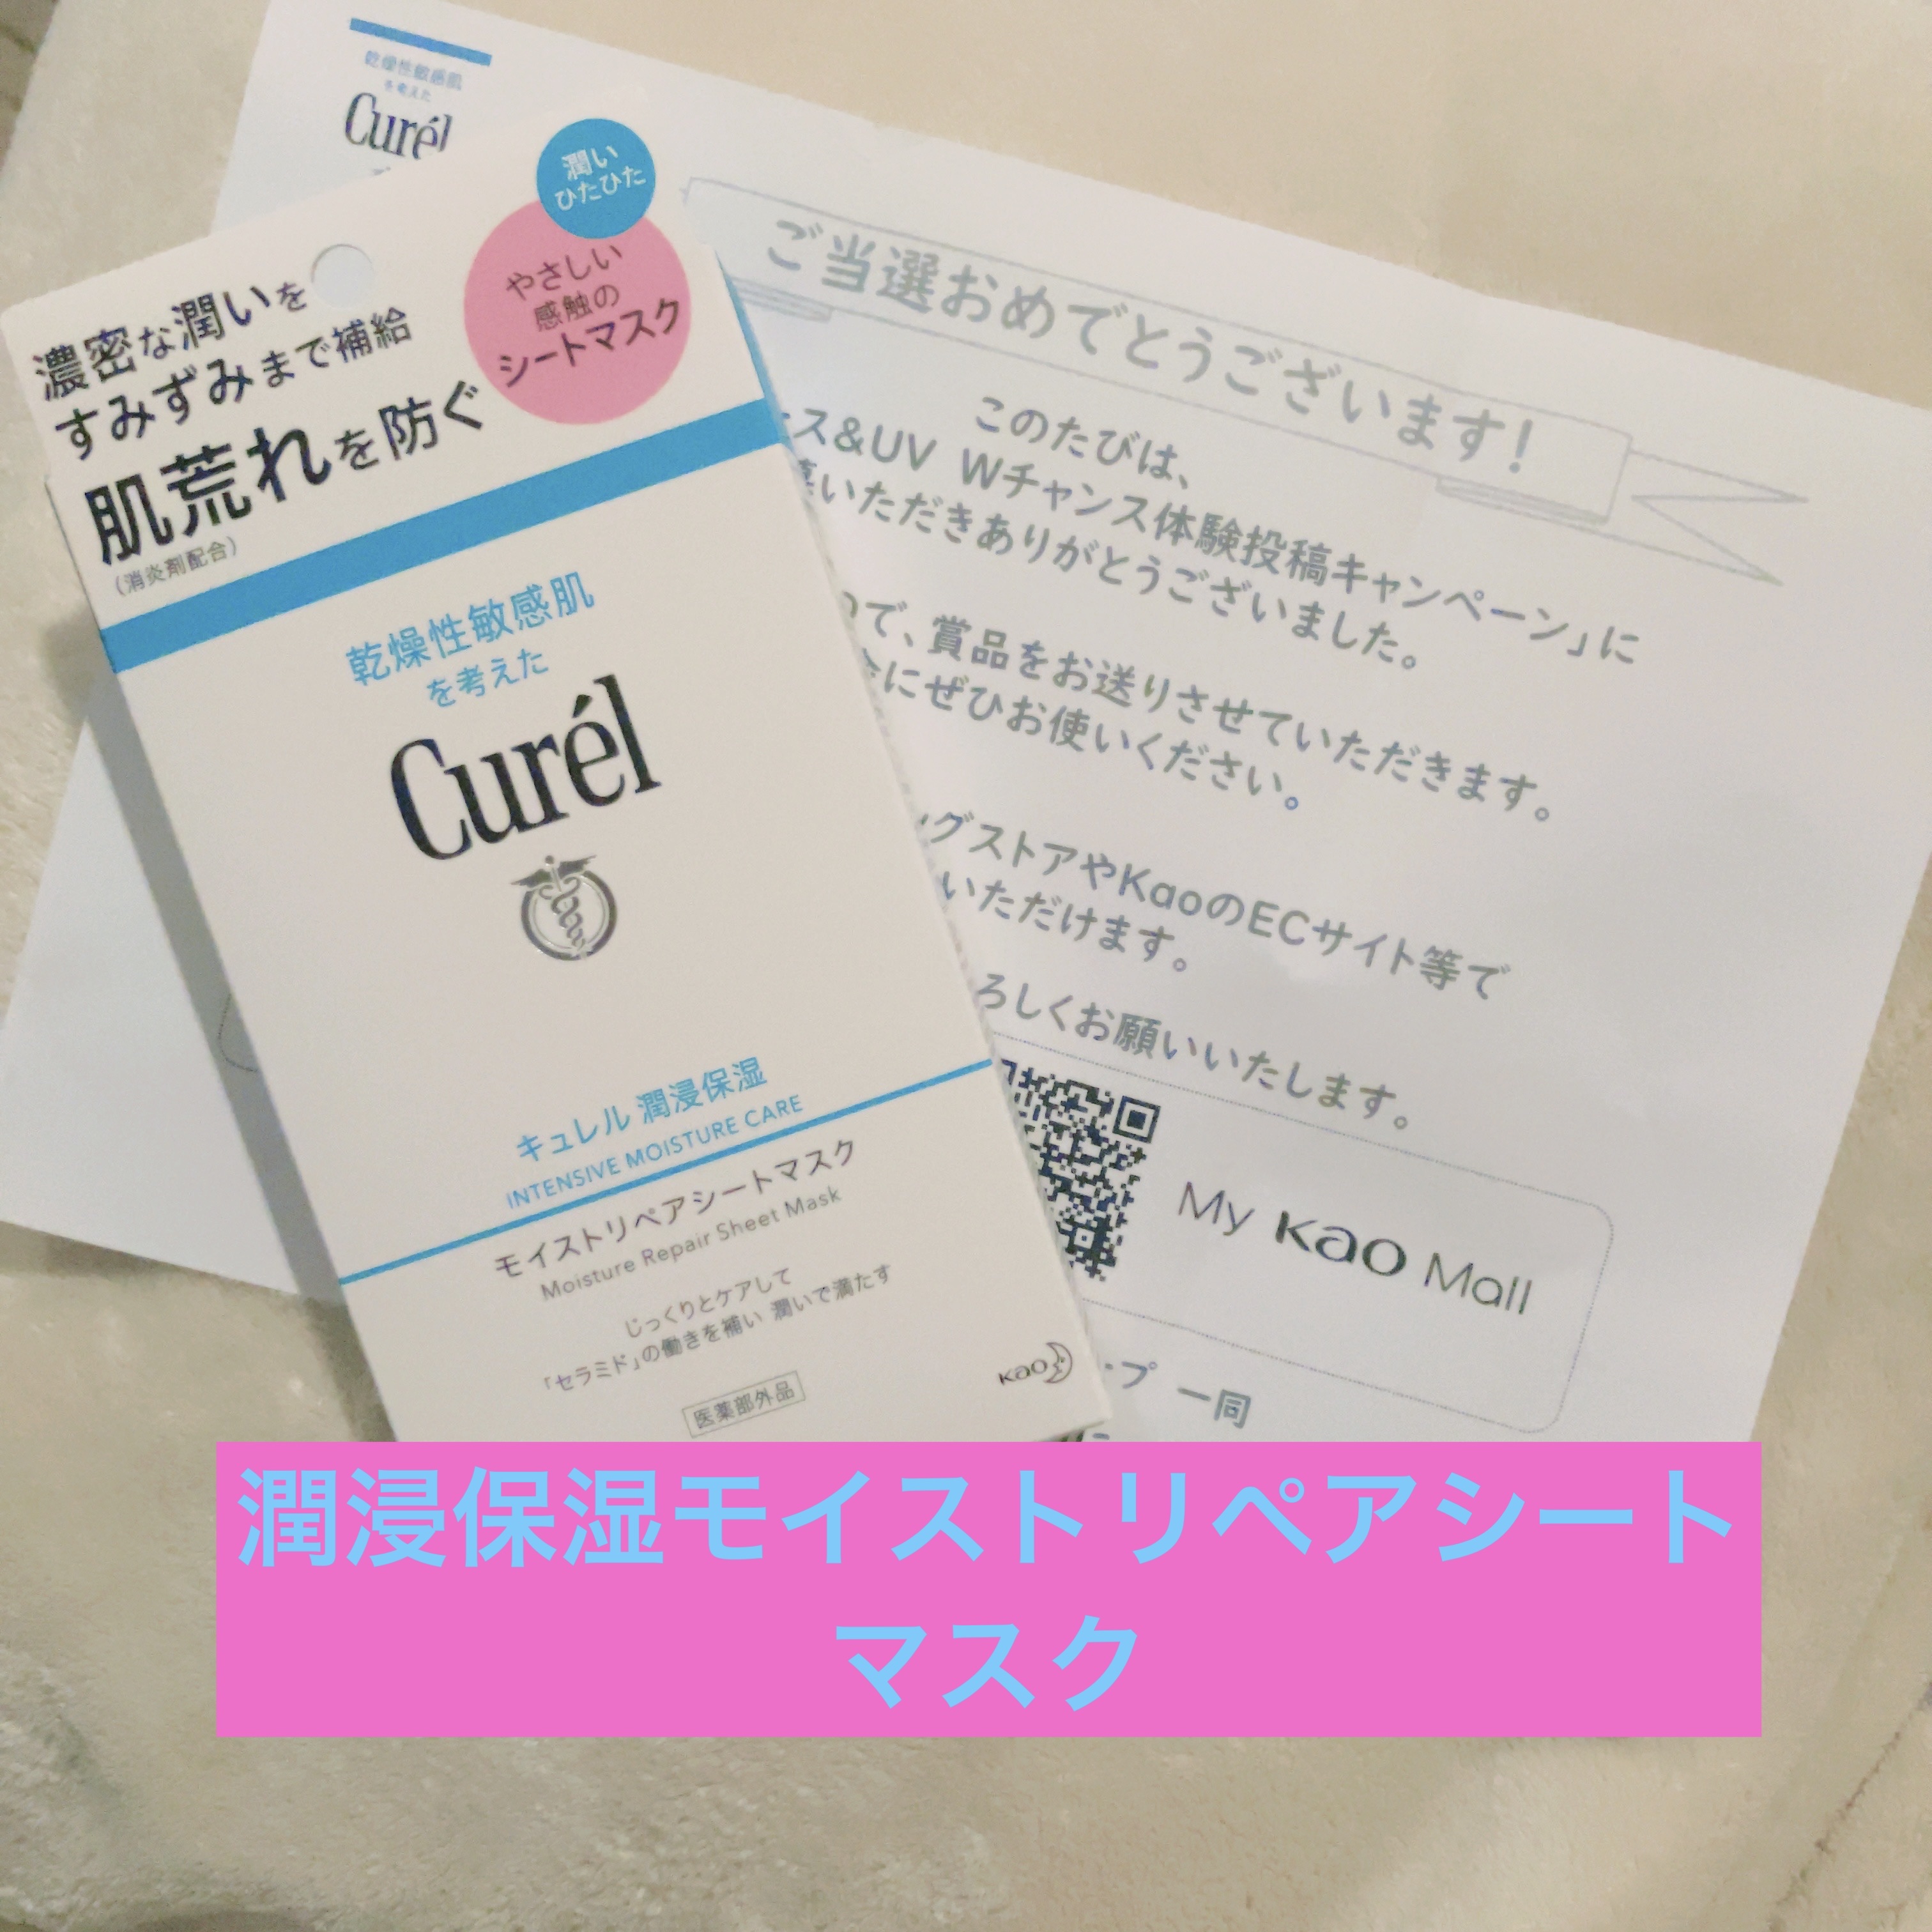 乾燥性敏感肌
を考えた
Curél
潤い
ひたひた
やさしい
感触の
シートマスク
濃密な潤いを
すみずみまで補給
肌荒れを防ぐ
(消炎剤配合)
乾燥性敏感肌
を考えた
Curél
キュレル 潤浸保湿
INTENSIVE MOISTURE CARE
モイストリペアシートマスク
Moisture Repair Sheet Mask
じっくりとケアして
「セラミド」の働きを補い 潤いで満たす
医薬部外品
Kao
ご当選おめでとうございます!
このたびは、
ス&UV Wチャンス体験投稿キャンペーン」に
いただきありがとうございました。
で、賞品をお送りさせていただきます。
にぜひお使いください。
グストアやKaoのECサイト等で
いただけます。
ろしくお願いいたします。
My Kao Mall
プ 一同
潤浸保湿モイストリペアシート
マスク